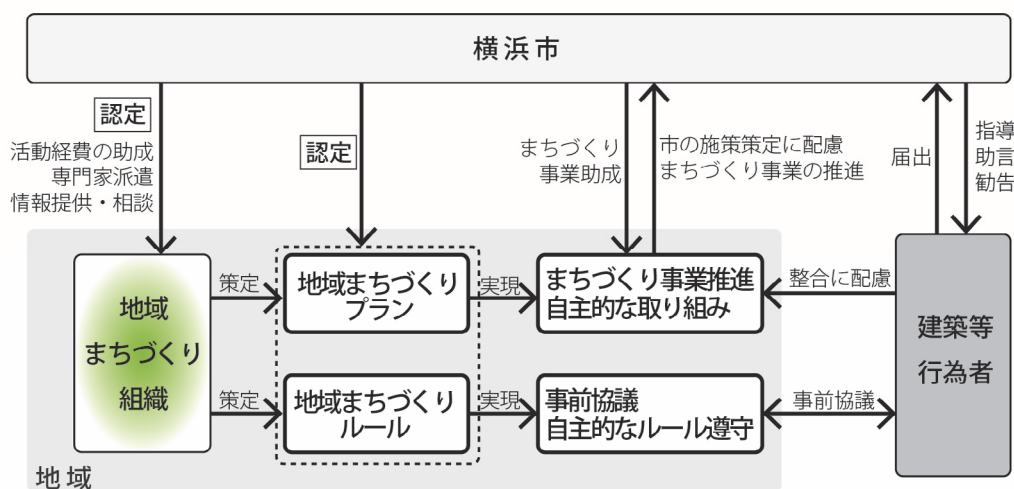 横浜市
認定
活動経費の助成
専門家派遣
情報提供・相談
認定
まちづくり
事業助成
市の施策策定に配慮
まちづくり事業の推進
届出
指導
助言
勧告
地域
まちづくり
組織
策定
地域まちづくり
プラン
実現
まちづくり事業推進
自主的な取り組み
整合に配慮
建築等
行為者
策定
地域まちづくり
ルール
実現
事前協議
自主的なルール遵守
事前協議
地域